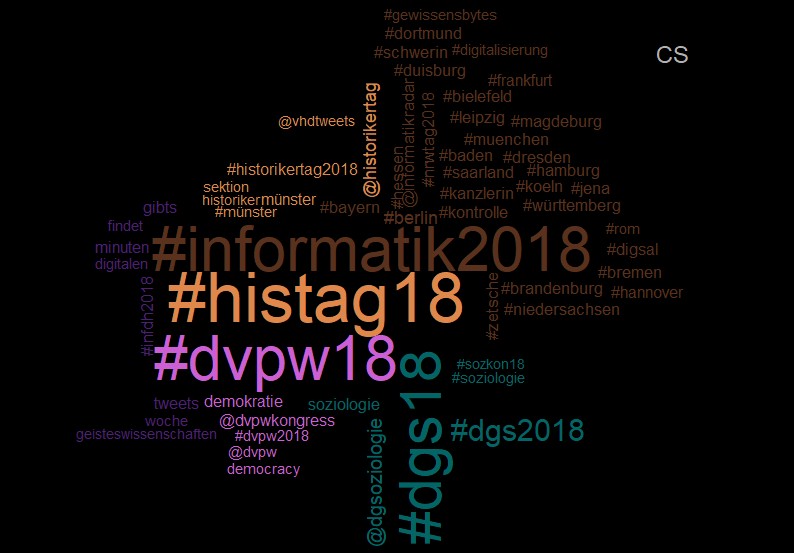 #gewissensbytes
#dortmund
#schwerin #digitalisierung
CS
#duisburg
#frankfurt
@historikertag
@informatikradar
#hessen
#nrwtag2018
#bielefeld
#leipzig #magdeburg
@vhdtweets
#muenchen
#baden #dresden
#historikertag2018
#saarland #hamburg
sektion
#kanzlerin #koeln #jena
historikermünster
gibts
#münster
#bayern
#berlin #kontrolle #württemberg
findet
#informatik2018
#rom
minuten
#digsal
digitalen
#bremen
#infdh2018
#histag18
#zetsche
#brandenburg #hannover
#niedersachsen
#dvpw18
#dgs18
#sozkon18
#soziologie
tweets demokratie soziologie
woche @dvpwkongress
geisteswissenschaften #dvpw2018
@dgsoziologie
#dgs2018
@dvpw
democracy